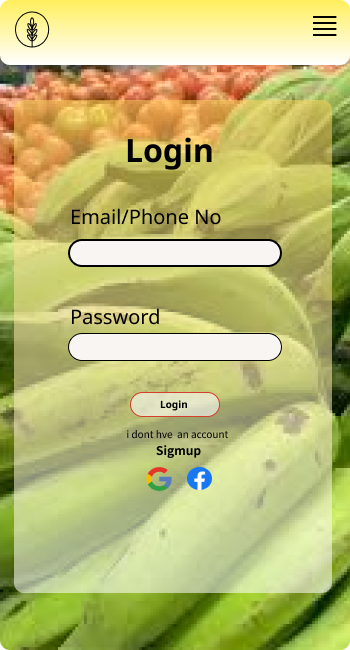 Login
Email/Phone No
Password
Login
i dont hve an account
Sigmup